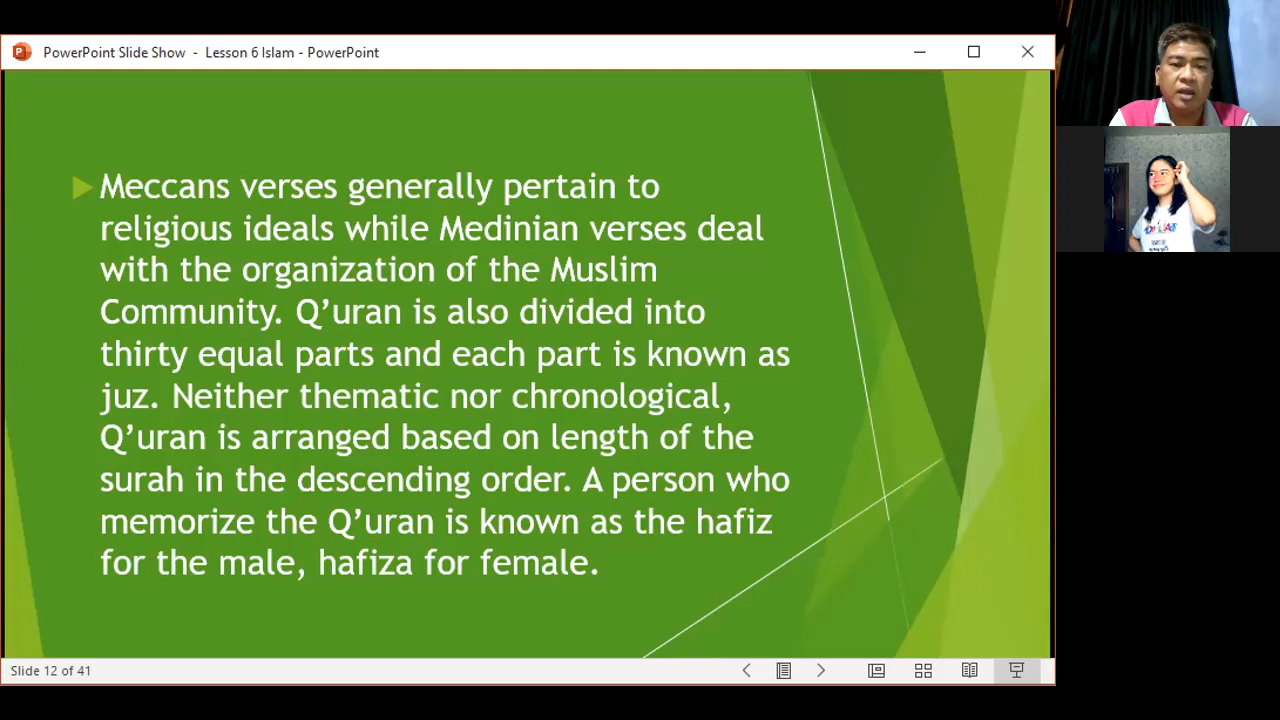 PowerPoint Slide Show - Lesson 6 Islam - PowerPoint
Meccans verses generally pertain to
religious ideals while Medinian verses deal
with the organization of the Muslim
Community. Q’uran is also divided into
thirty equal parts and each part is known as
juz. Neither thematic nor chronological,
Q’uran is arranged based on length of the
surah in the descending order. A person who
memorize the Q’uran is known as the hafiz
for the male, hafiza for female.
Slide 12 of 41